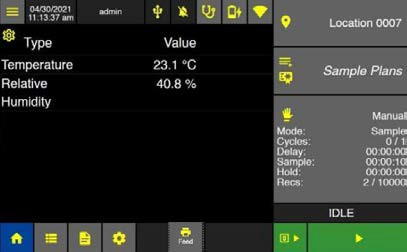 04/30/2021
11:13:37 am
admin
Location 0007
Type Value
Temperature 23.1 °C
Relative Humidity 40.8 %
Sample Plans
Manual
Mode: Sample
Cycles: 0 / 1
Delay: 00:00:00
Sample: 00:00:10
Hold: 00:00:00
Recs: 2 / 10000
IDLE
Feed